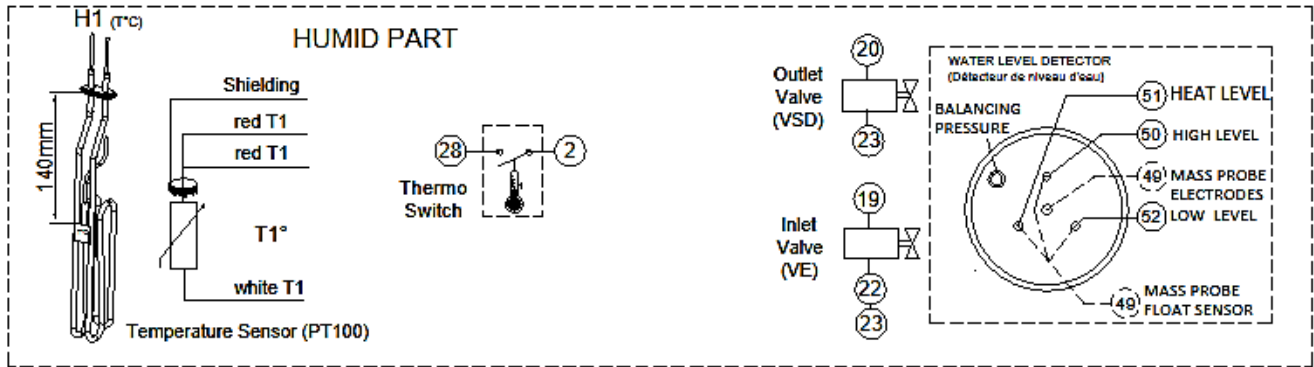 H1 (T°C)
HUMID PART
140mm
Shielding
red T1
red T1
T1°
white T1
Temperature Sensor (PT100)
28
2
Thermo
Switch
20
Outlet
Valve
(VSD)
23
19
Inlet
Valve
(VE)
22
23
WATER LEVEL DETECTOR
(Détecteur de niveau d'eau)
BALANCING
PRESSURE
51 HEAT LEVEL
50 HIGH LEVEL
49 MASS PROBE
ELECTRODES
52 LOW LEVEL
49 MASS PROBE
FLOAT SENSOR